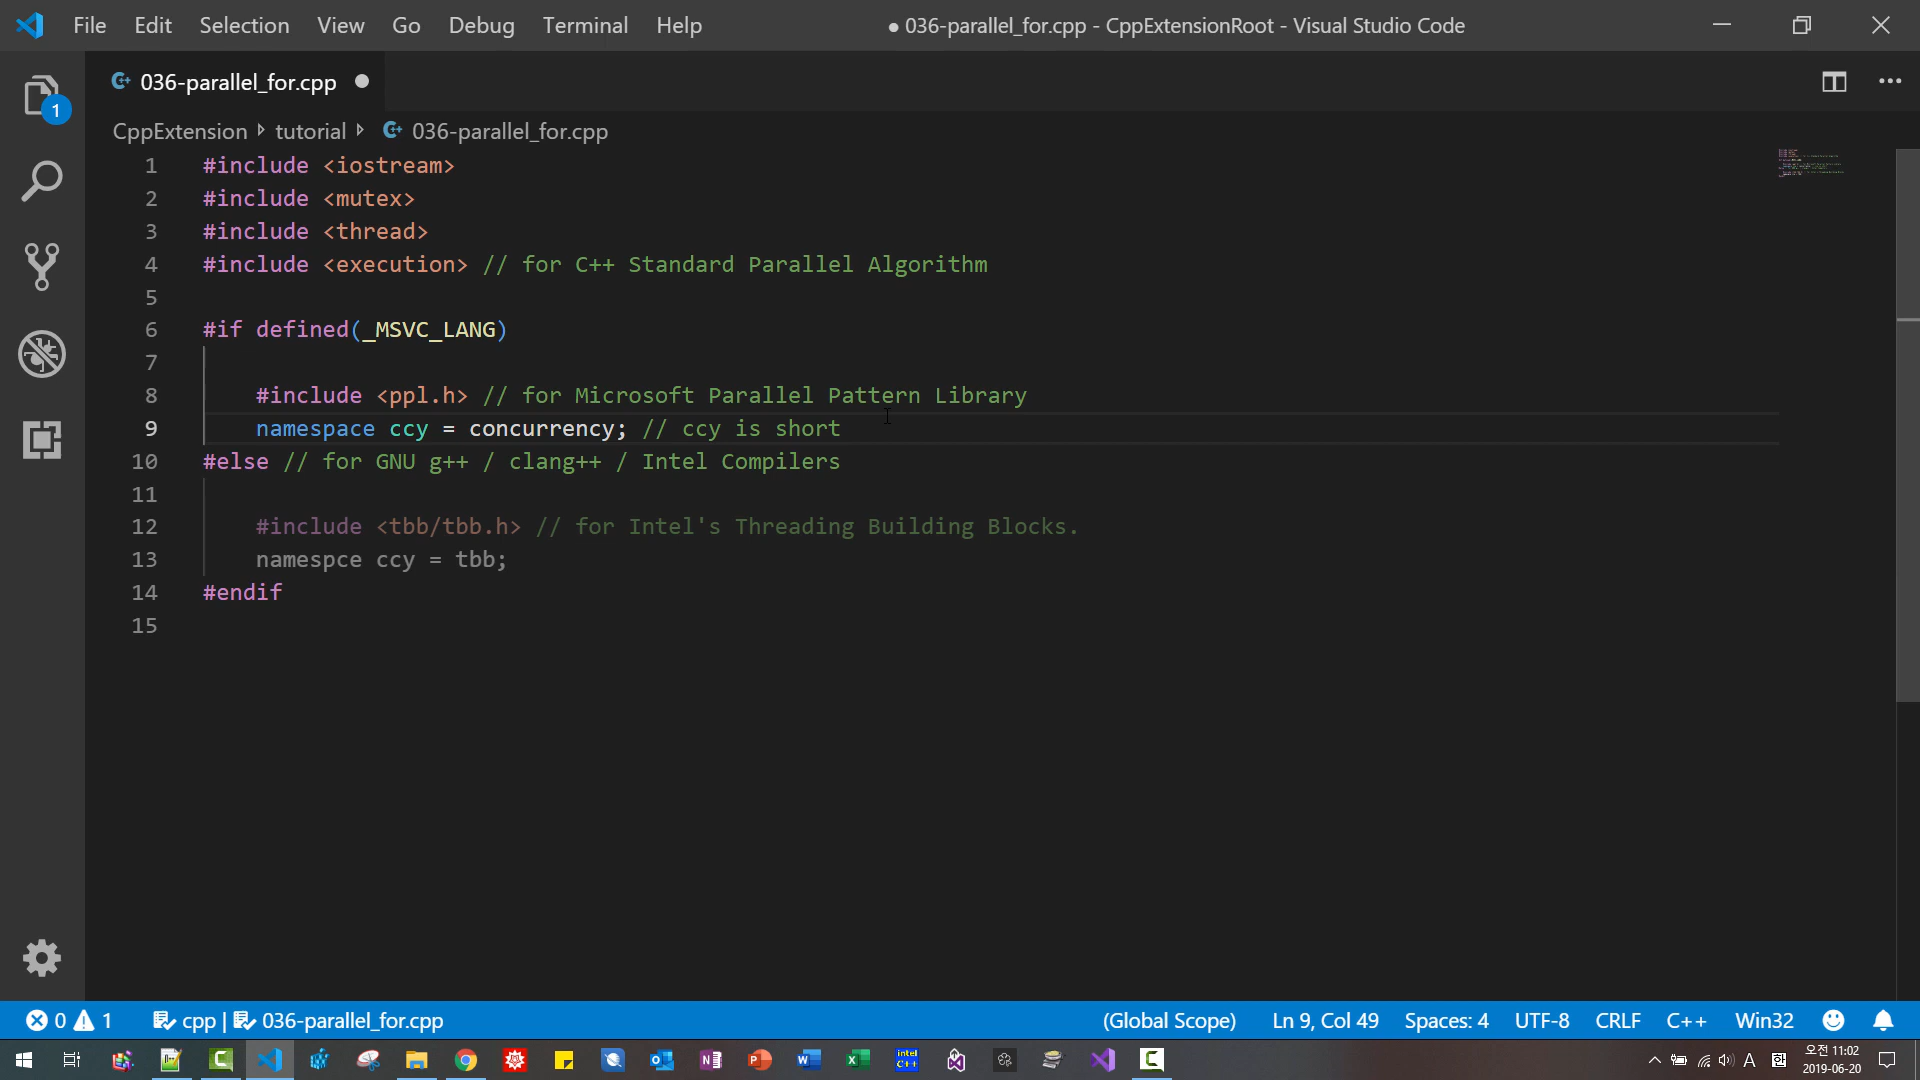 File Edit Selection View Go Debug Terminal Help ● 036-parallel_for.cpp - CppExtensionRoot - Visual Studio Code
1
036-parallel_for.cpp
CppExtension tutorial 036-parallel_for.cpp
1 #include <iostream>
2 #include <mutex>
3 #include <thread>
4 #include <execution> // for C++ Standard Parallel Algorithm
5
6 #if defined(_MSVC_LANG)
7
8 #include <ppl.h> // for Microsoft Parallel Pattern Library
9 namespace ccy = concurrency; // ccy is short
10 #else // for GNU g++ / clang++ / Intel Compilers
11
12 #include <tbb/tbb.h> // for Intel's Threading Building Blocks.
13 namespce ccy = tbb;
14 #endif
15
0 1 cpp | 036-parallel_for.cpp (Global Scope) Ln 9, Col 49 Spaces: 4 UTF-8 CRLF C++ Win32
intel C++
A 오전 11:02
2019-06-20